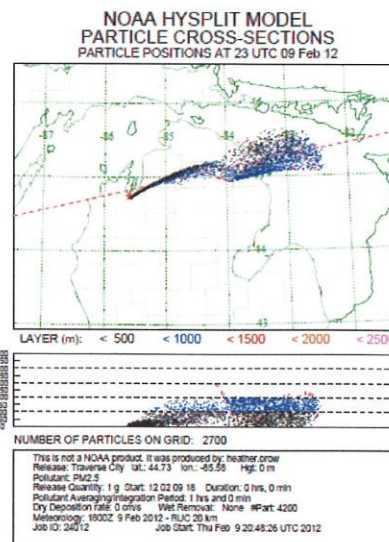 NOAA HYSPLIT MODEL
PARTICLE CROSS-SECTIONS
PARTICLE POSITIONS AT 23 UTC 09 Feb 12
-87 -86 -85 -84 -83 -82
44
43
LAYER (m): < 500 < 1000 < 1500 < 2000 < 2500
NUMBER OF PARTICLES ON GRID: 2700
This is not a NOAA product. It was produced by: heather.orow
Release: Traverse City lat.: 44.73 lon.: -85.58 Hgt: 0 m
Pollutant: PM2.5
Release Quantity: 1 g Start: 12 02 09 18 Duration: 0 hrs, 0 min
Pollutant Averaging/Integration Period: 1 hrs and 0 min
Dry Deposition rate: 0 cm/s Wet Removal: None #Part: 4200
Meteorology: 1800Z 9 Feb 2012 - RUC 20 km
Job ID: 24012 Job Start: Thu Feb 9 20:48:26 UTC 2012